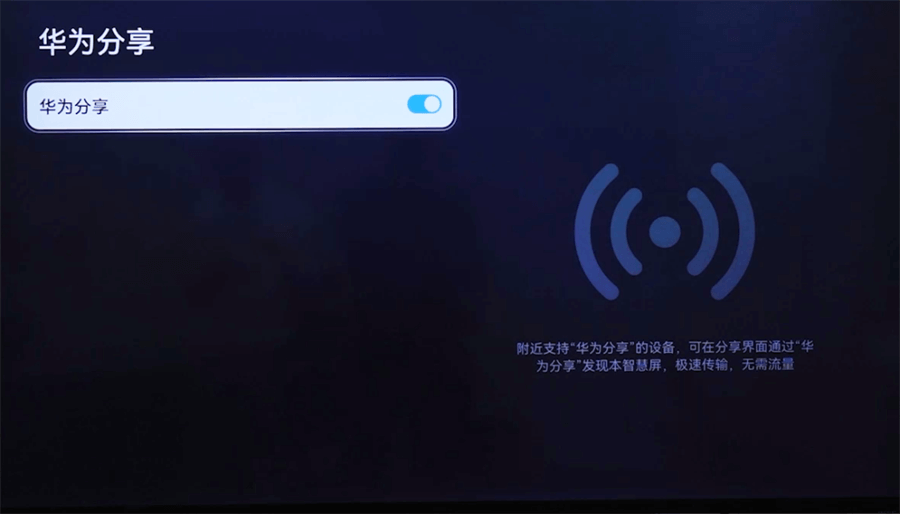 华为分享
华为分享
附近支持“华为分享”的设备，可在分享界面通过“华
为分享”发现本智慧屏，极速传输，无需流量